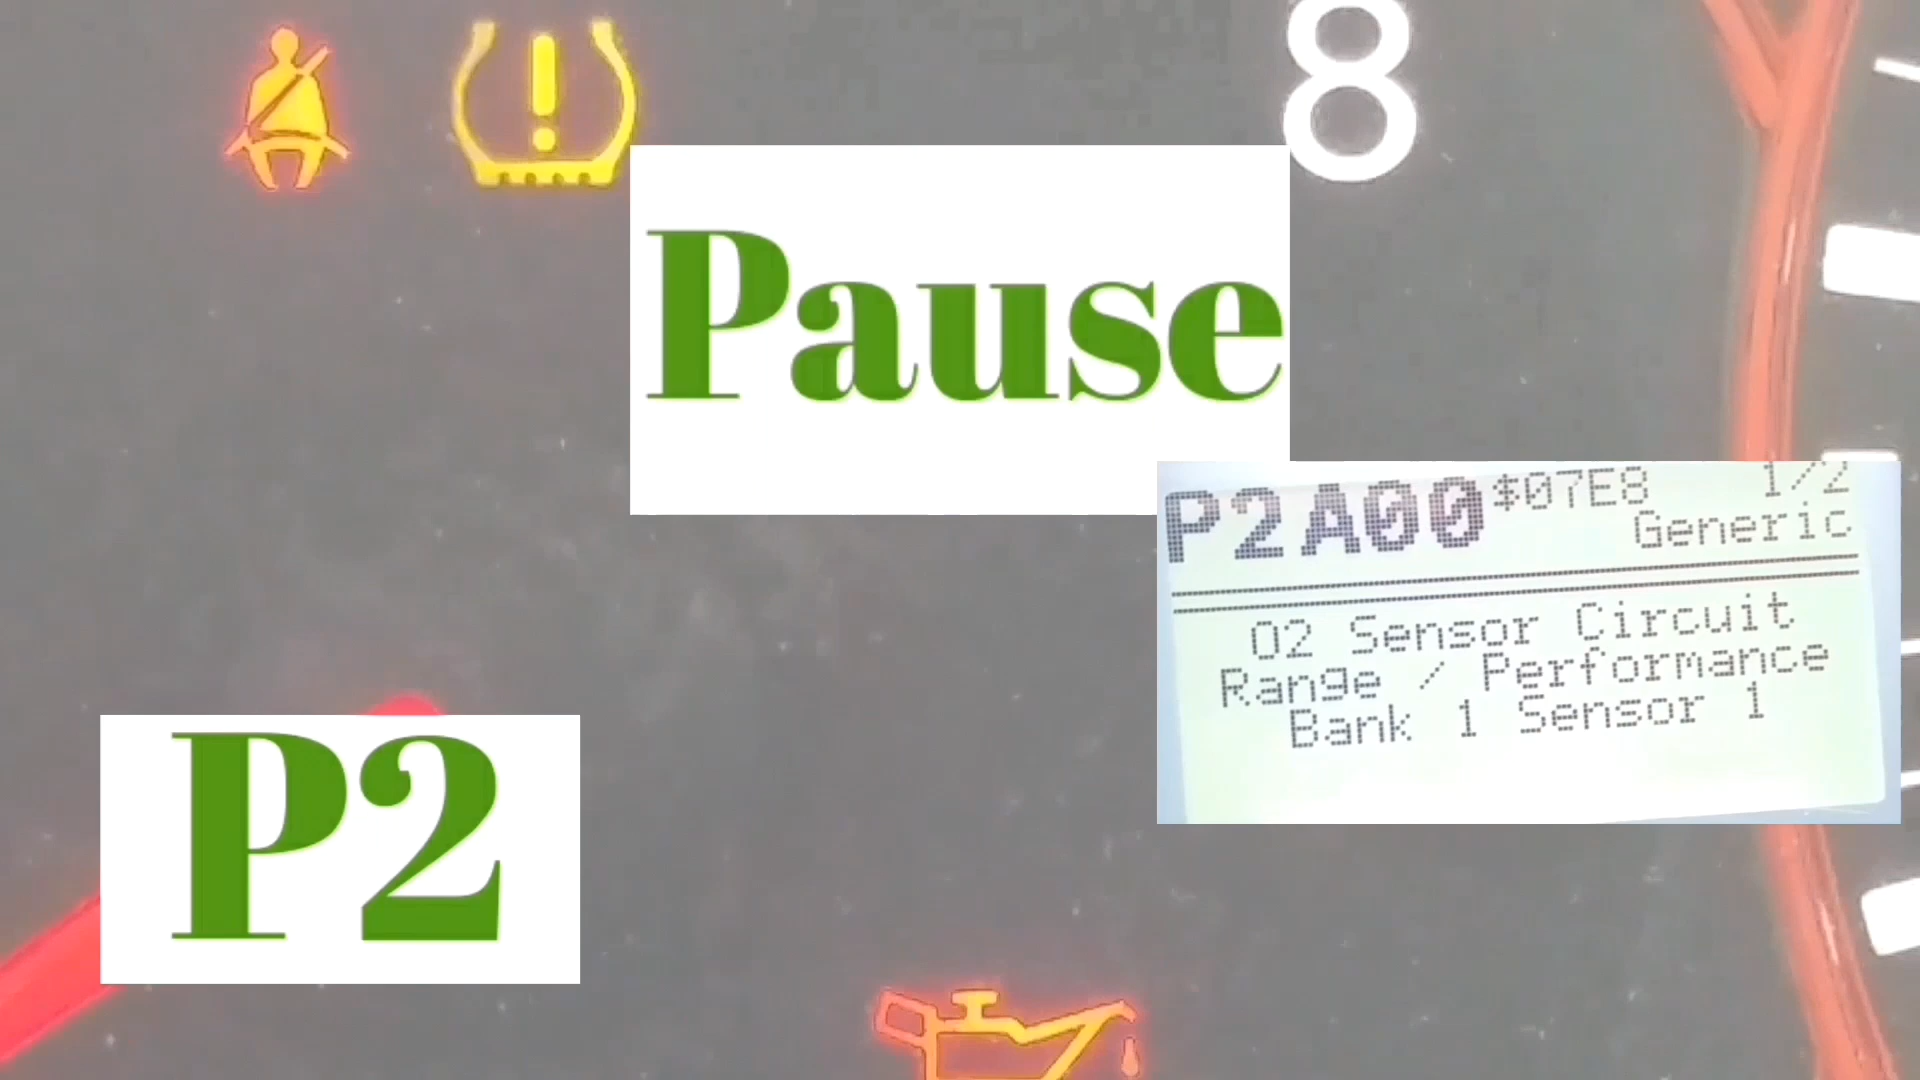 8
Pause
P2A00 $07E8 1/2
Generic
O2 Sensor Circuit
Range / Performance
Bank 1 Sensor 1
P2